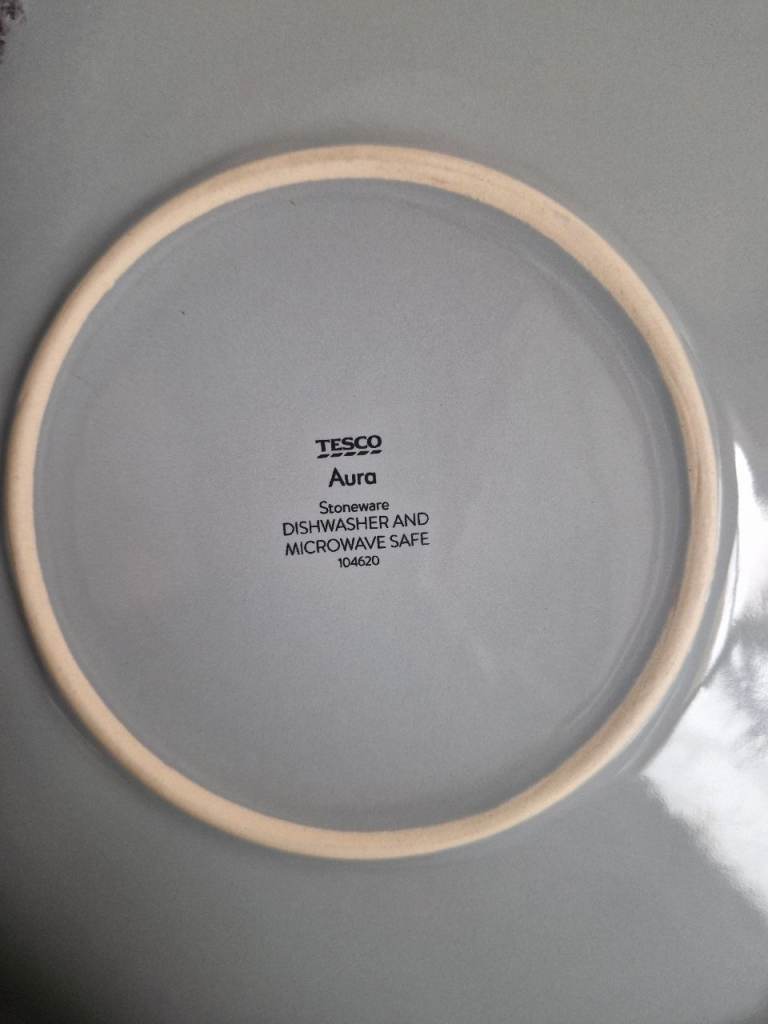 TESCO
Aura
Stoneware
DISHWASHER AND
MICROWAVE SAFE
104620